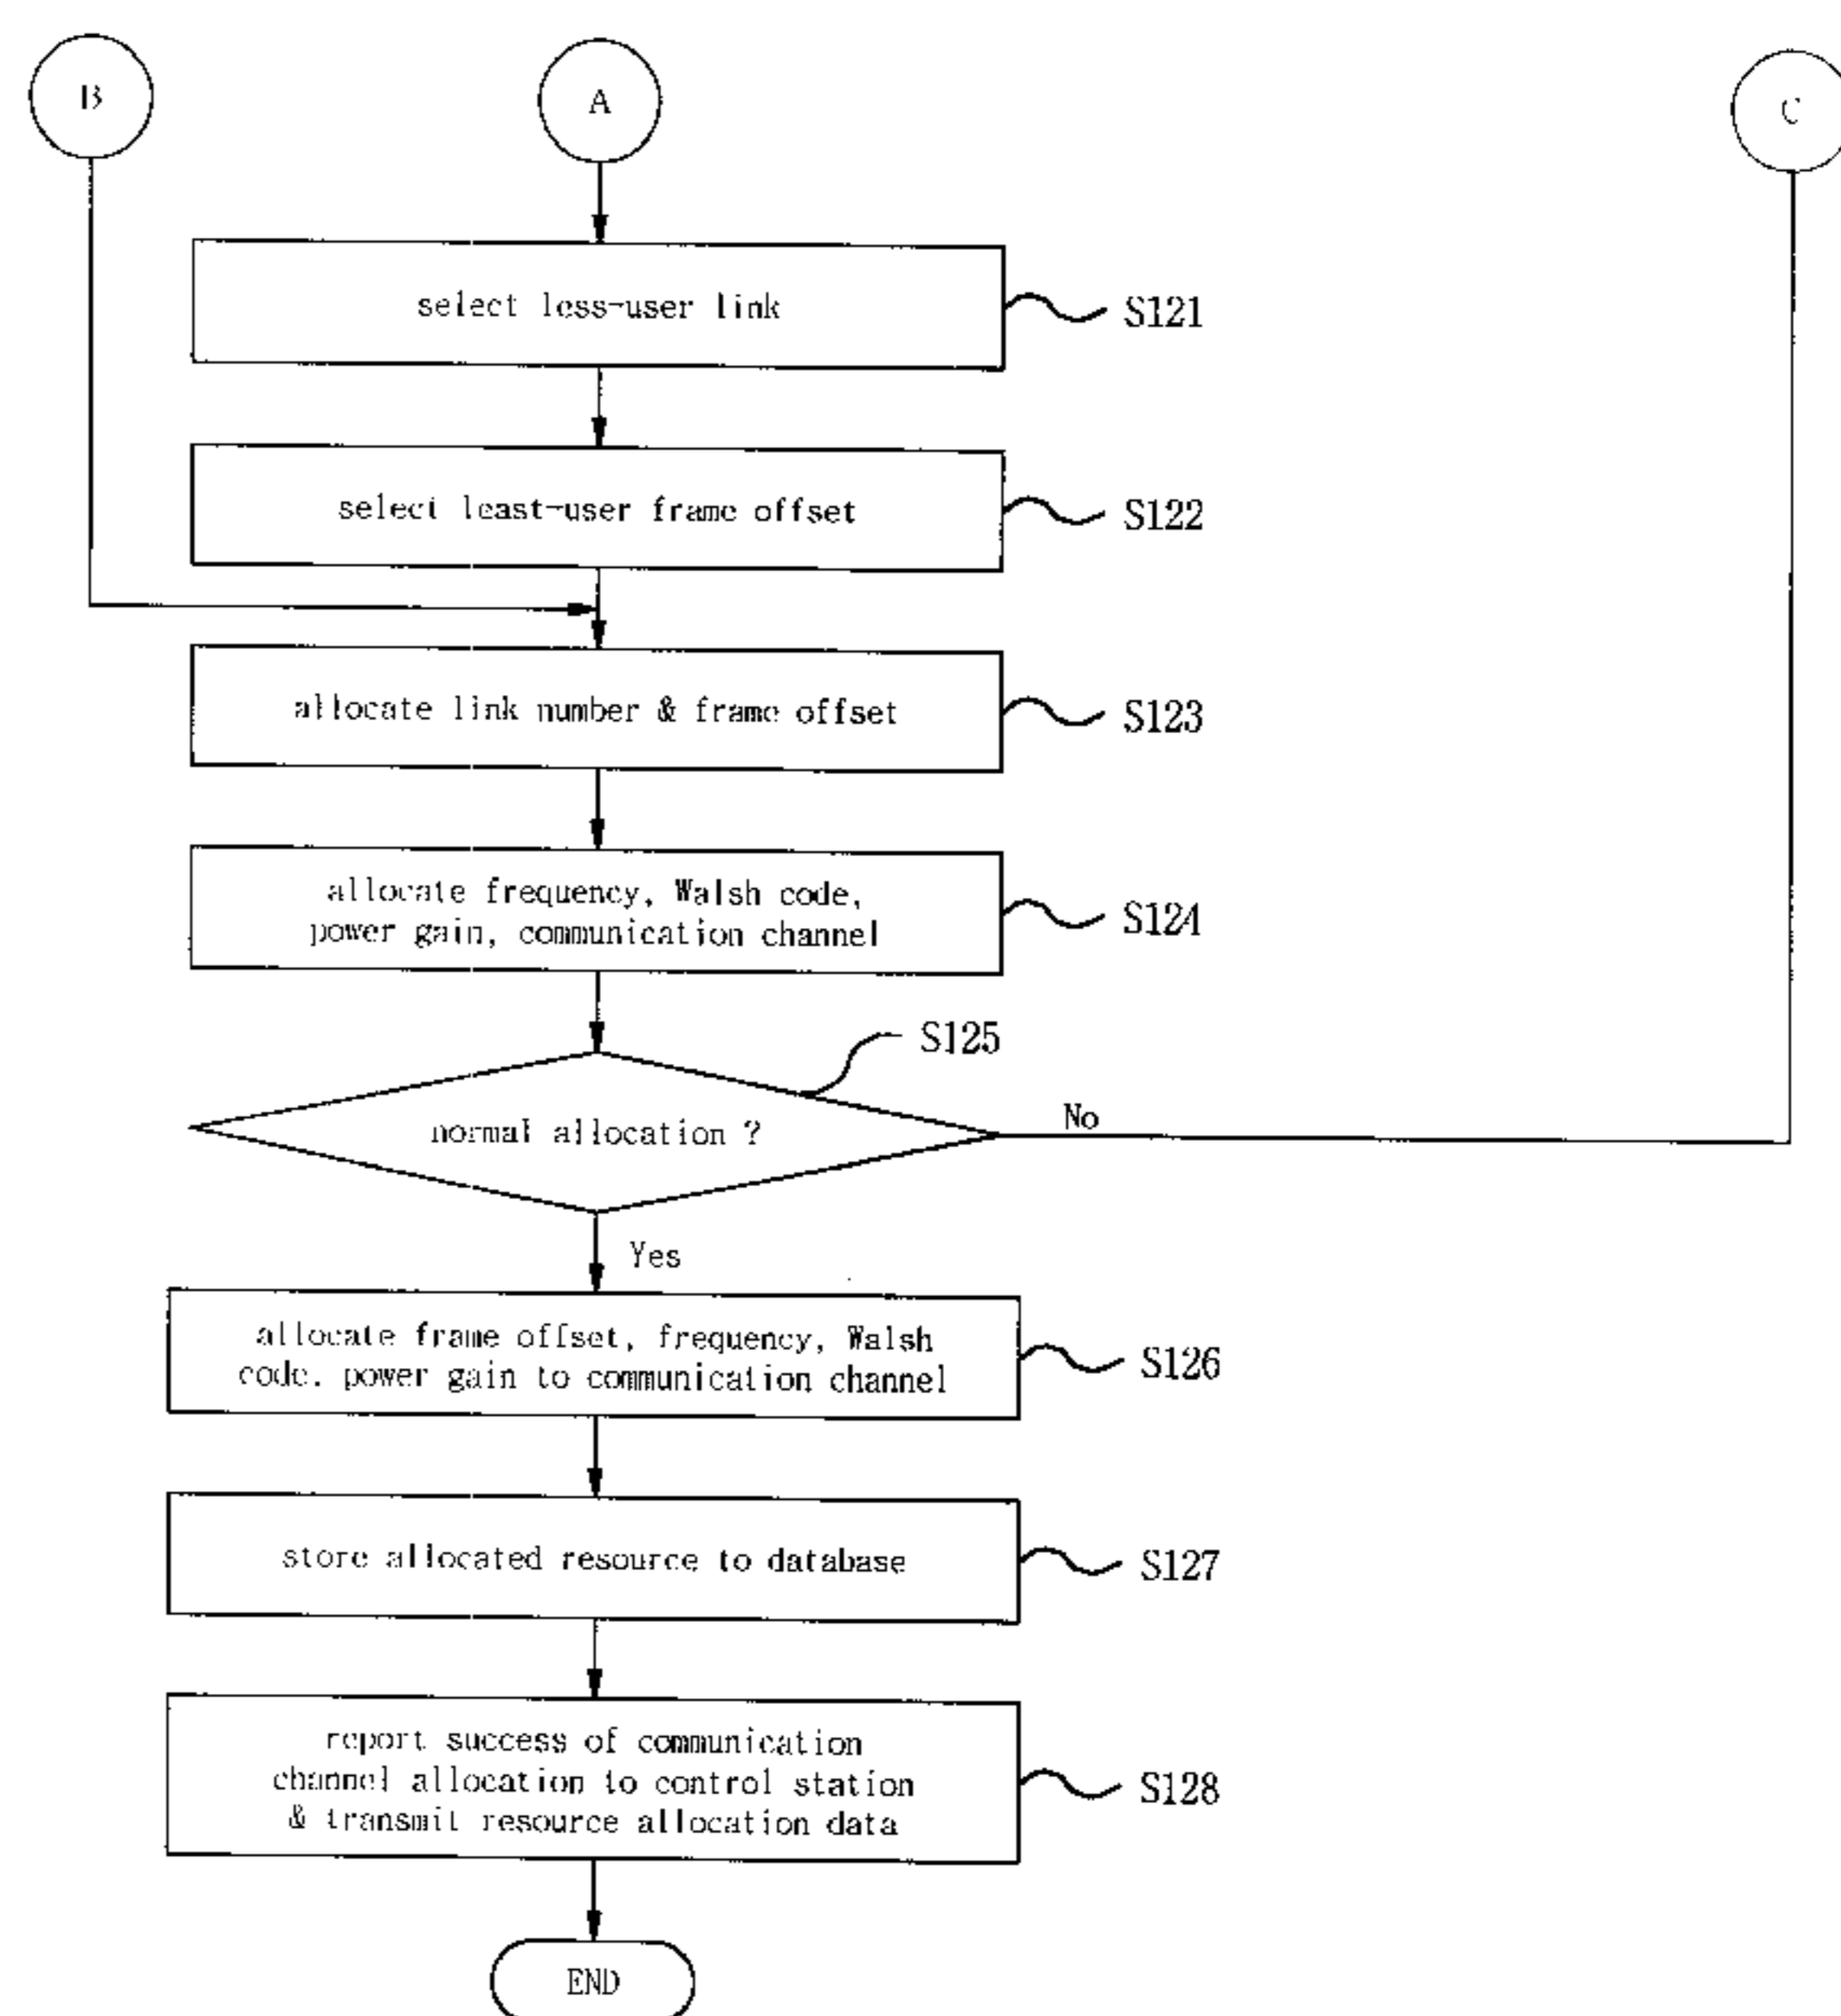 B
A
C
select less-user link
S121
select least-user frame offset
S122
allocate link number & frame offset
S123
allocate frequency, Walsh code,
power gain, communication channel
S124
S125
normal allocation ?
No
Yes
allocate frame offset, frequency, Walsh
code. power gain to communication channel
S126
store allocated resource to database
S127
report success of communication
channel allocation to control station
& transmit resource allocation data
S128
END